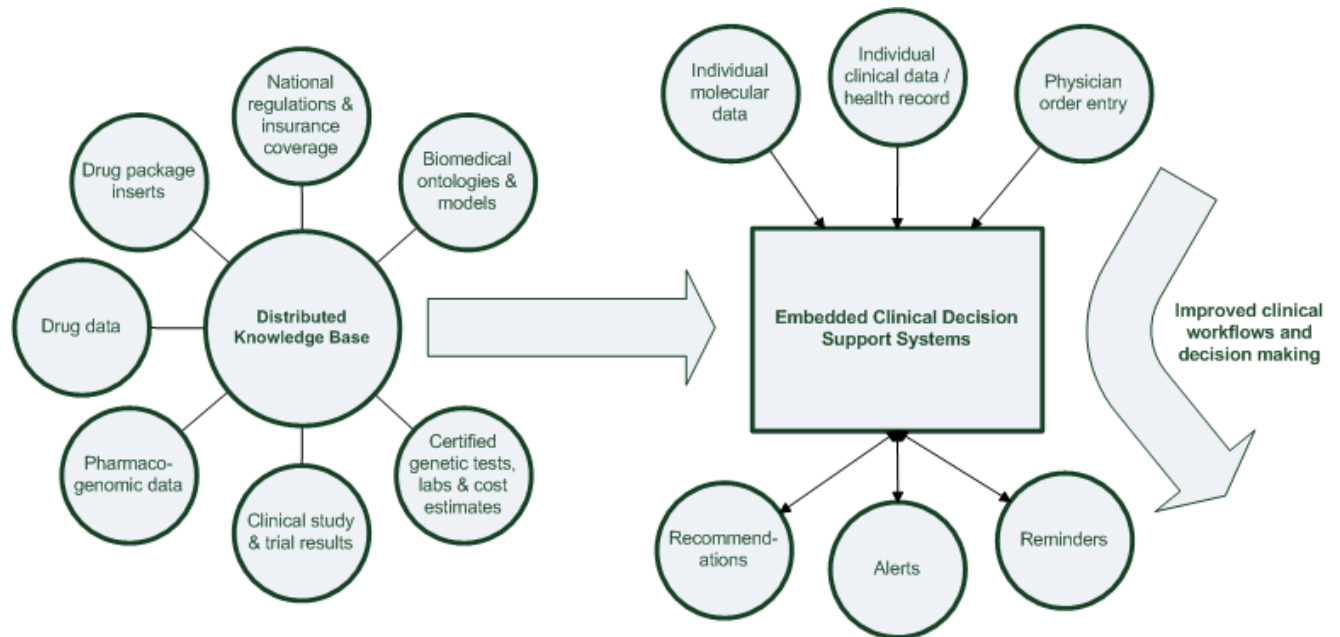 National
regulations &
insurance
coverage
Drug package
inserts
Biomedical
ontologies &
models
Drug data
Distributed
Knowledge Base
Pharmaco-
genomic data
Clinical study
& trial results
Certified
genetic tests,
labs & cost
estimates
Individual
molecular
data
Individual
clinical data /
health record
Physician
order entry
Embedded Clinical Decision
Support Systems
Improved clinical
workflows and
decision making
Recommend-
ations
Alerts
Reminders